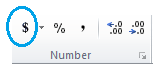 $ % , ←.0 .00 .00 →.0
Number